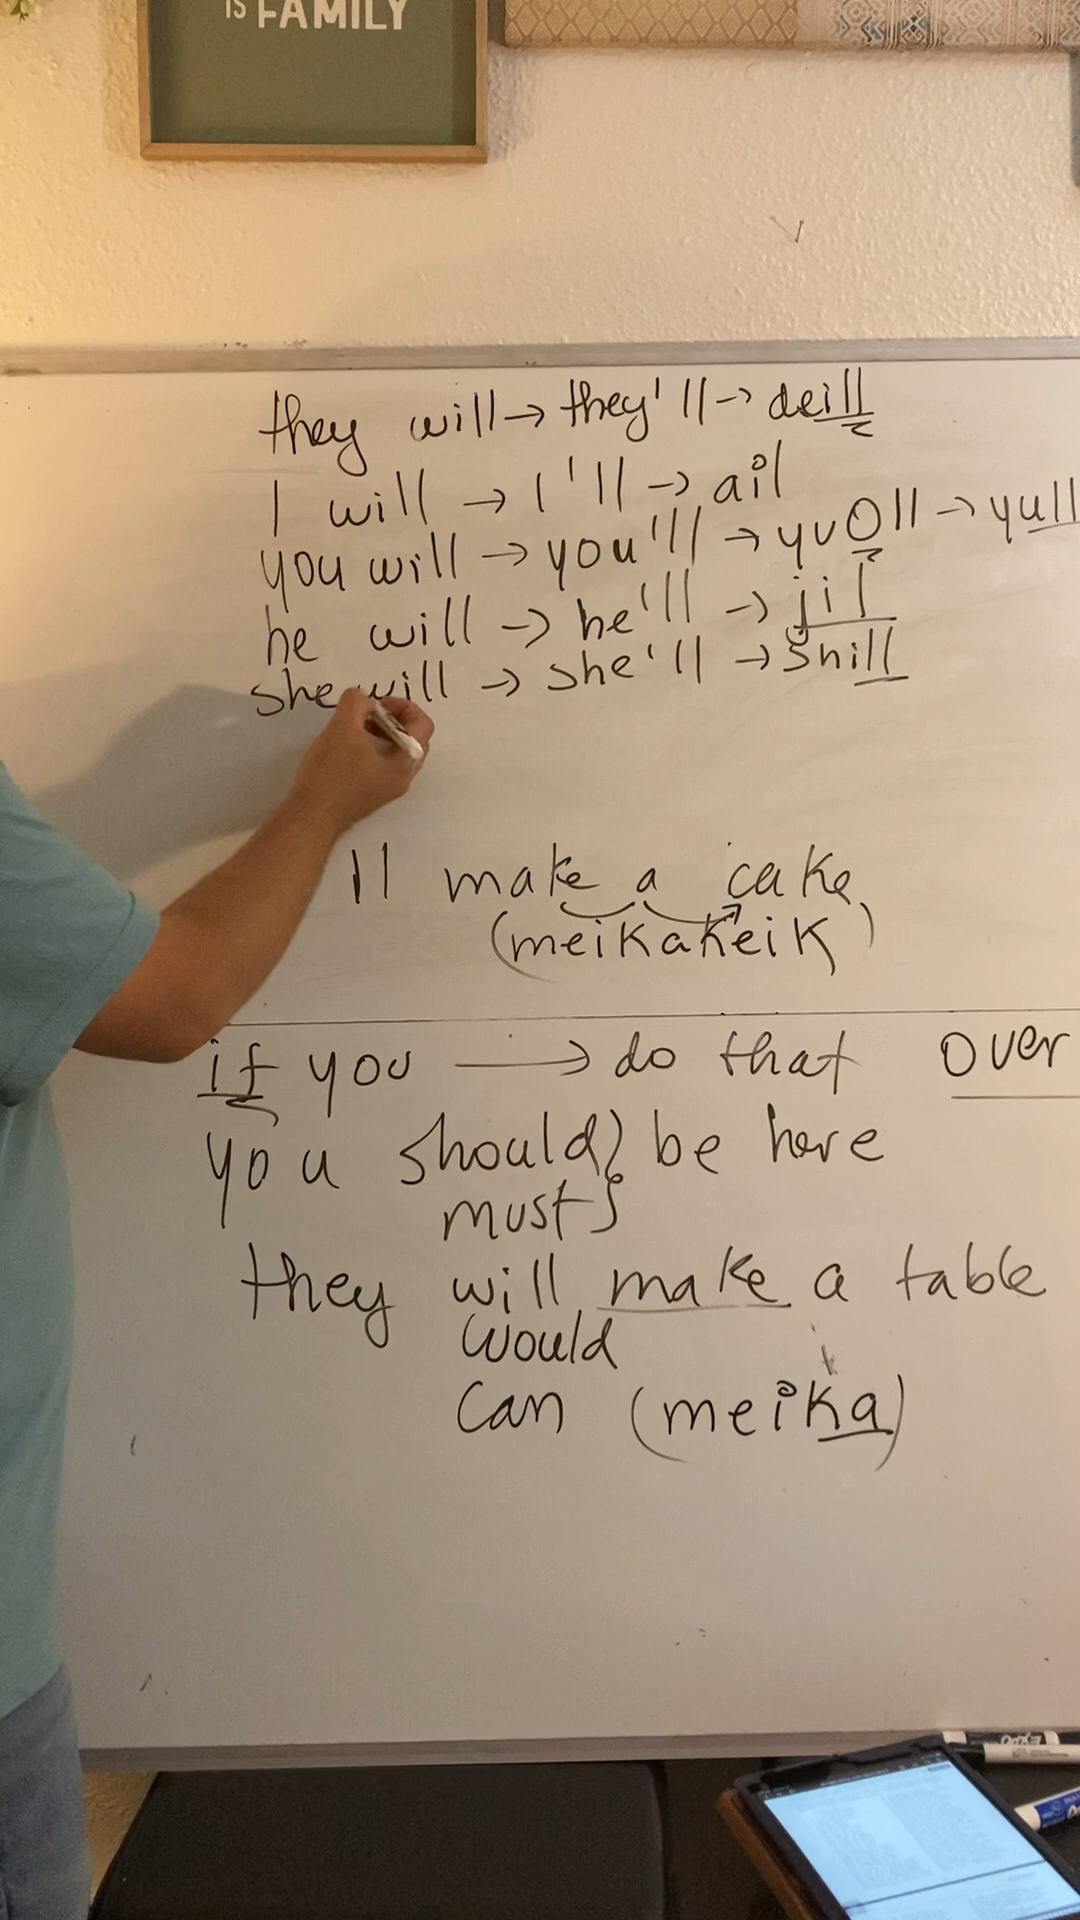 IS FAMILY
they will → they'll → deill
I will → I'll → ail
you will → you'll → yuOll → yull
he will → he'll → jil
she will → she'll → shill
'll make a cake
(meikakeik)
if you → do that over
you should be here
must
they will make a table
would
can (meika)
EXPO